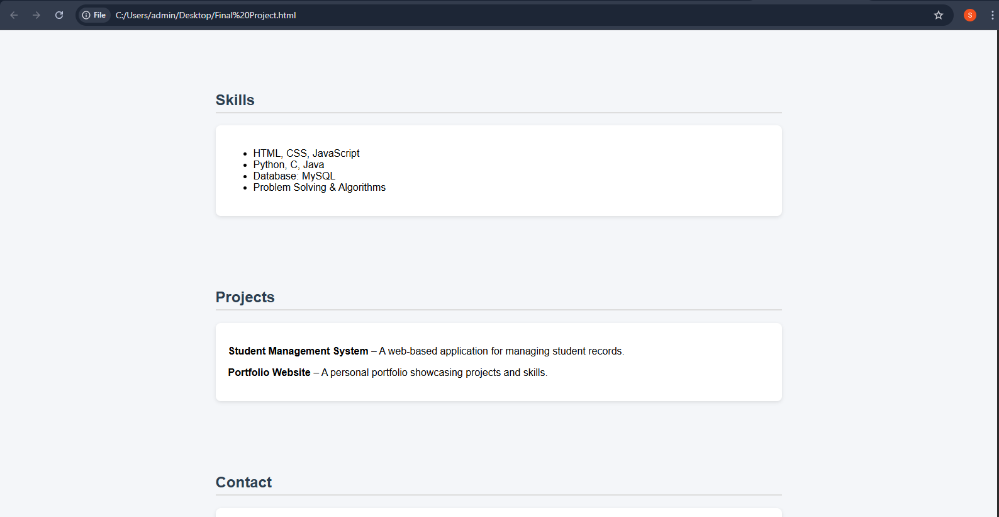 File C:/Users/admin/Desktop/Final%20Project.html S
Skills
HTML, CSS, JavaScript
Python, C, Java
Database: MySQL
Problem Solving & Algorithms
Projects
Student Management System – A web-based application for managing student records.
Portfolio Website – A personal portfolio showcasing projects and skills.
Contact